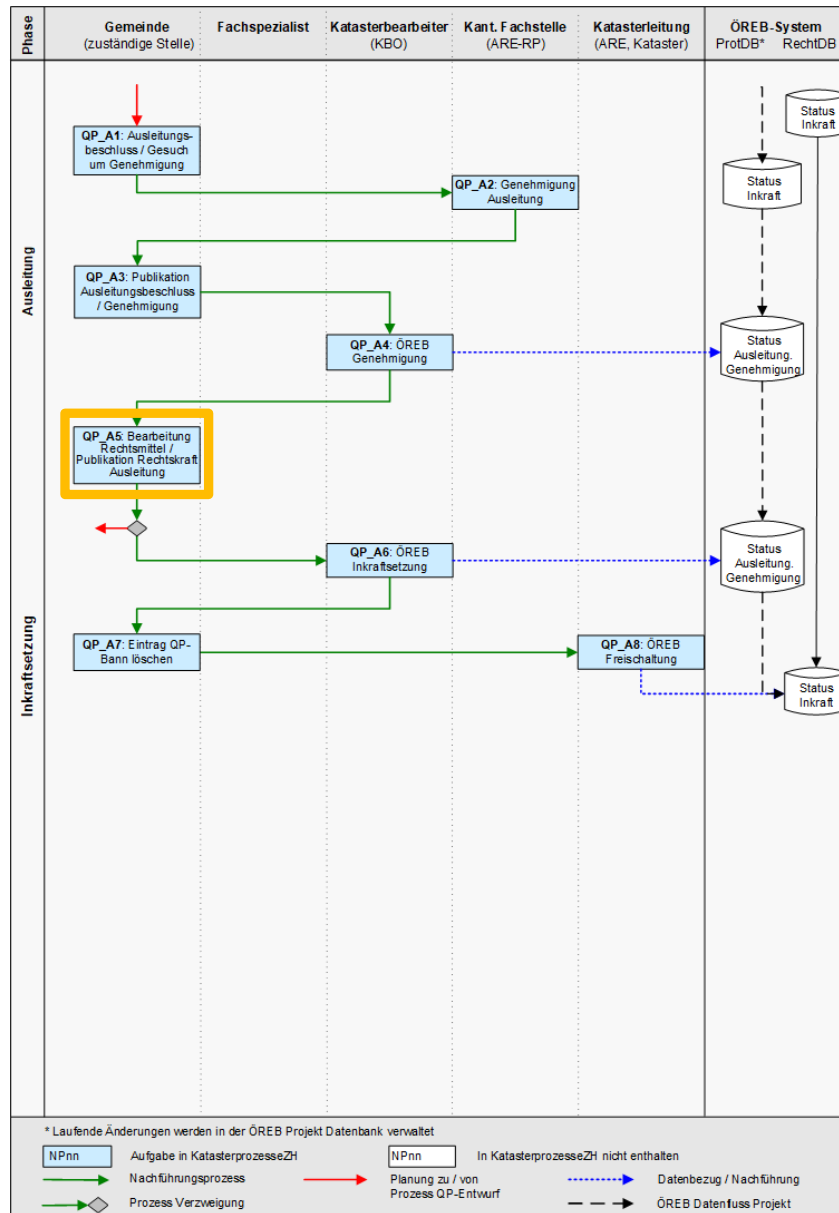 Phase
Gemeinde
(zuständige Stelle)
Fachspezialist
Katasterbearbeiter
(KBO)
Kant. Fachstelle
(ARE-RP)
Katasterleitung
(ARE, Kataster)
ÖREB-System
ProtDB* RechtDB
Ausleitung
QP_A1: Ausleitungs-
beschluss / Gesuch
um Genehmigung
Status
Inkraft
QP_A2: Genehmigung
Ausleitung
Status
Inkraft
QP_A3: Publikation
Ausleitungsbeschluss
/ Genehmigung
QP_A4: ÖREB
Genehmigung
Status
Ausleitung.
Genehmigung
QP_A5: Bearbeitung
Rechtsmittel /
Publikation Rechtskraft
Ausleitung
Inkraftsetzung
QP_A6: ÖREB
Inkraftsetzung
Status
Ausleitung.
Genehmigung
QP_A7: Eintrag QP-
Bann löschen
QP_A8: ÖREB
Freischaltung
Status
Inkraft
* Laufende Änderungen werden in der ÖREB Projekt Datenbank verwaltet
NPnn Aufgabe in KatasterprozesseZH
NPnn In KatasterprozesseZH nicht enthalten
Nachführungsprozess
Planung zu / von
Prozess QP-Entwurf
Datenbezug / Nachführung
Prozess Verzweigung
ÖREB Datenfluss Projekt